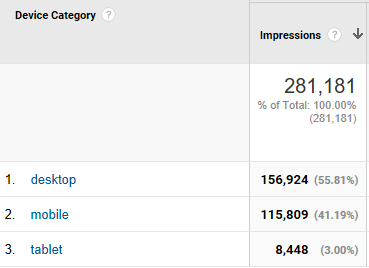 Device Category ?
Impressions ?
281,181
% of Total: 100.00%
(281,181)
1. desktop 156,924 (55.81%)
2. mobile 115,809 (41.19%)
3. tablet 8,448 (3.00%)